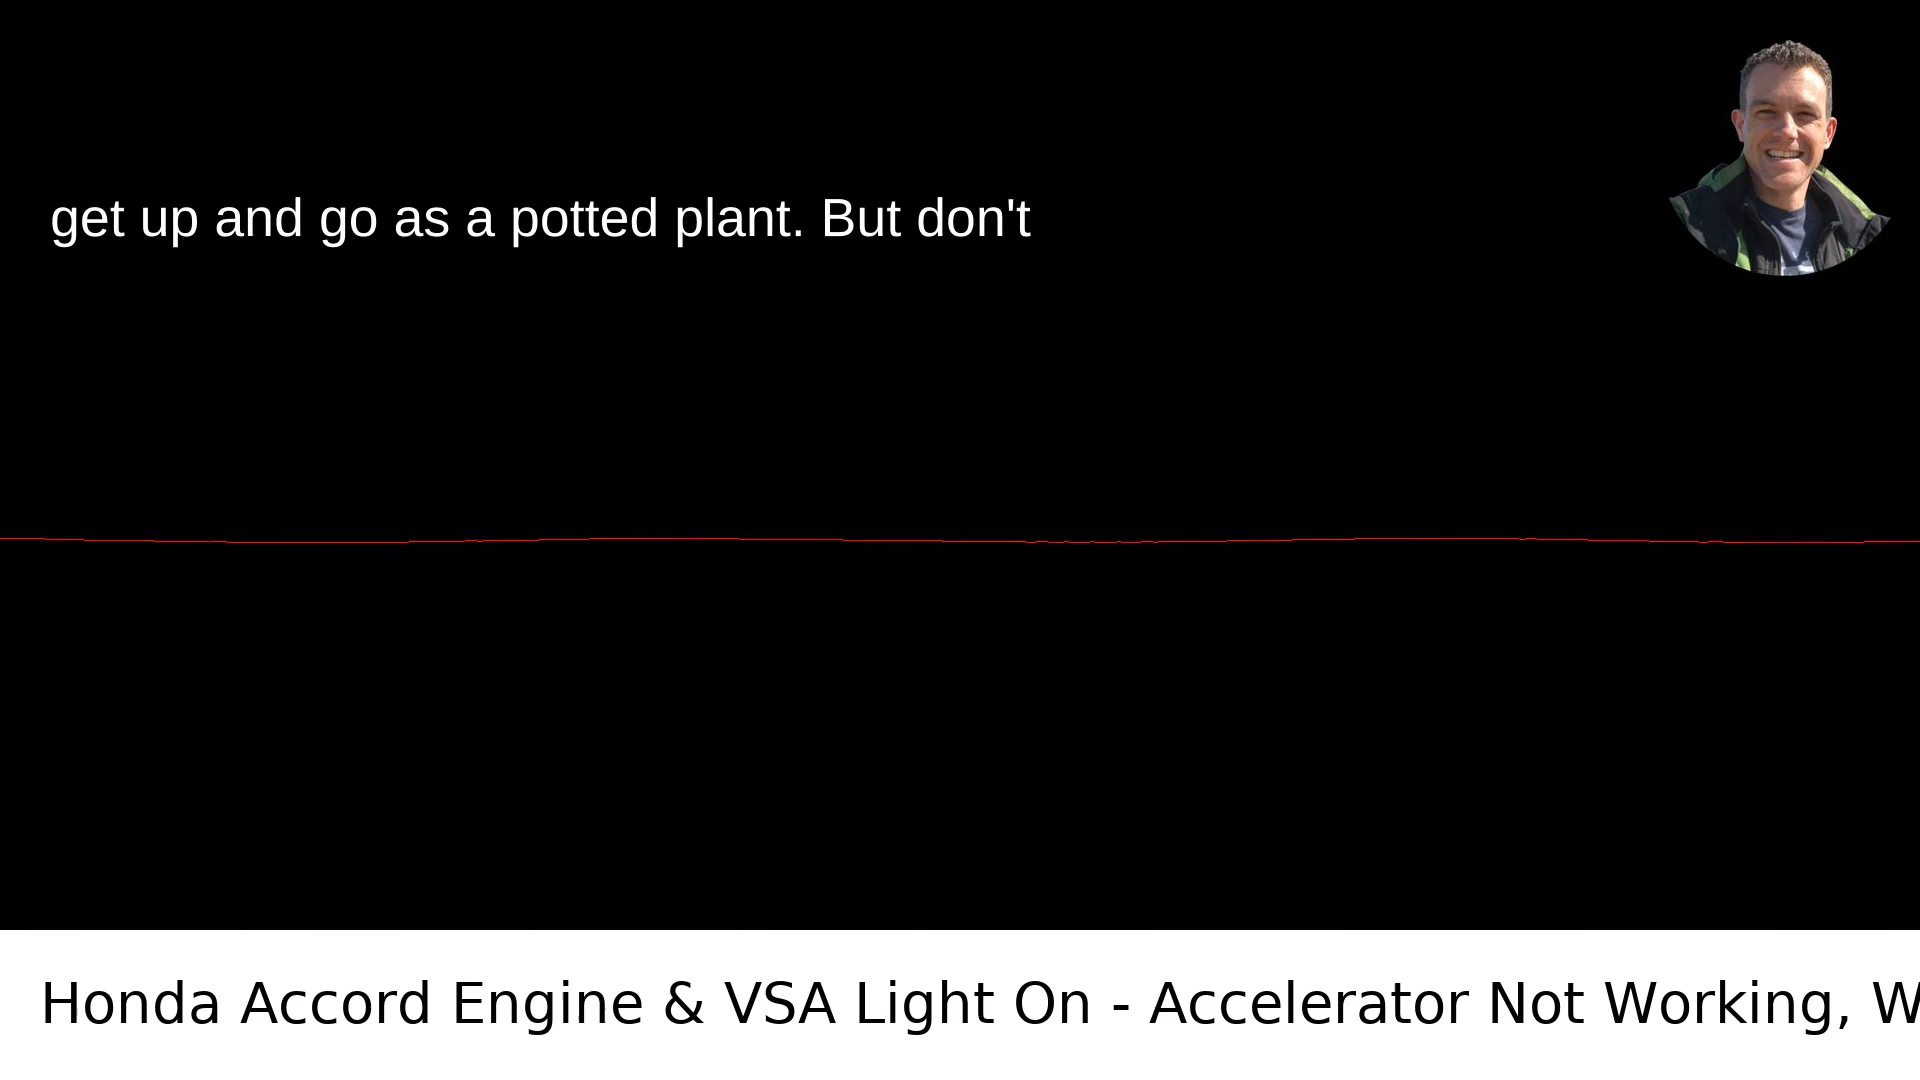 get up and go as a potted plant. But don't
Honda Accord Engine & VSA Light On - Accelerator Not Working, W